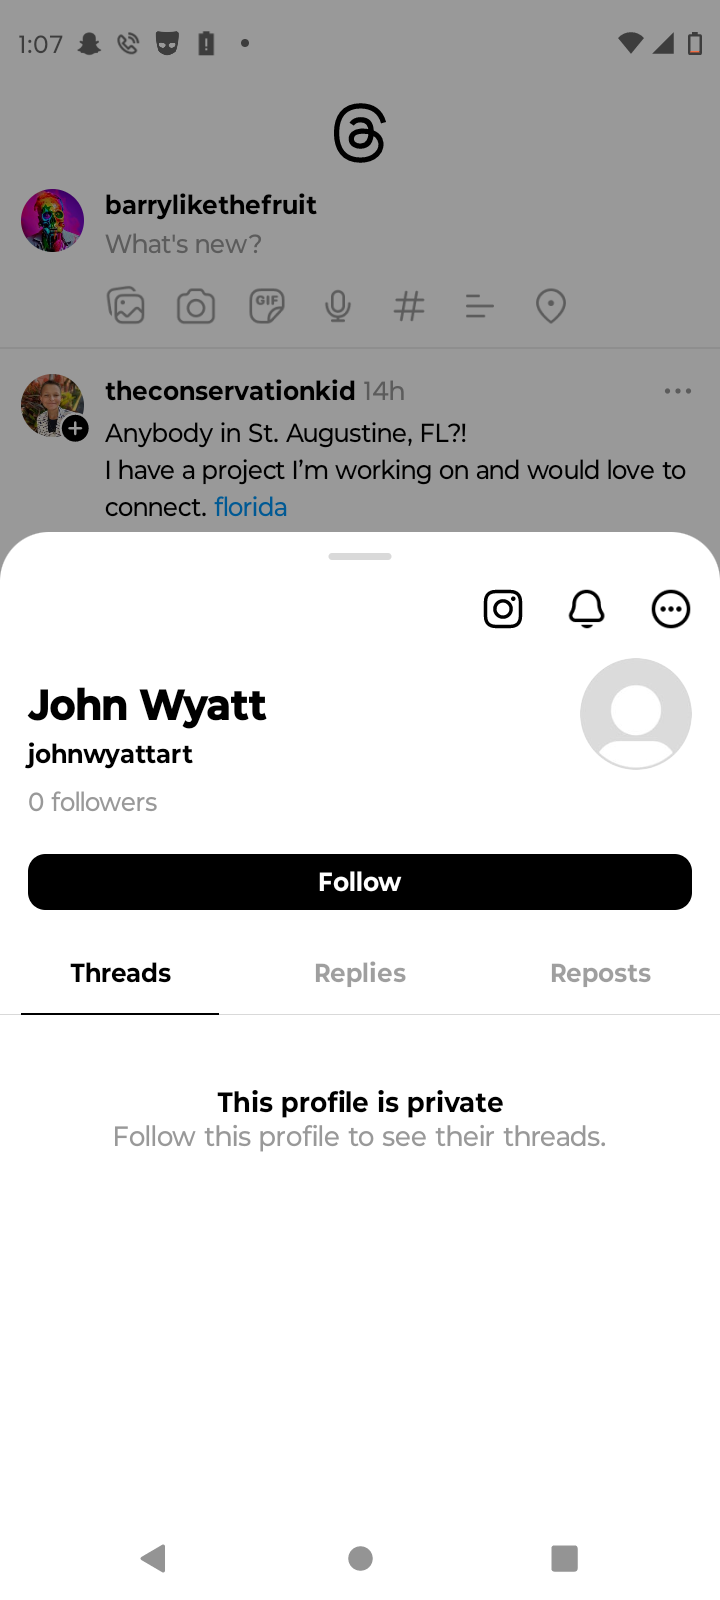 1:07
barrylikethefruit
What's new?
GIF
theconservationkid 14h
Anybody in St. Augustine, FL?!
I have a project I’m working on and would love to
connect. florida
John Wyatt
johnwyattart
0 followers
Follow
Threads Replies Reposts
This profile is private
Follow this profile to see their threads.